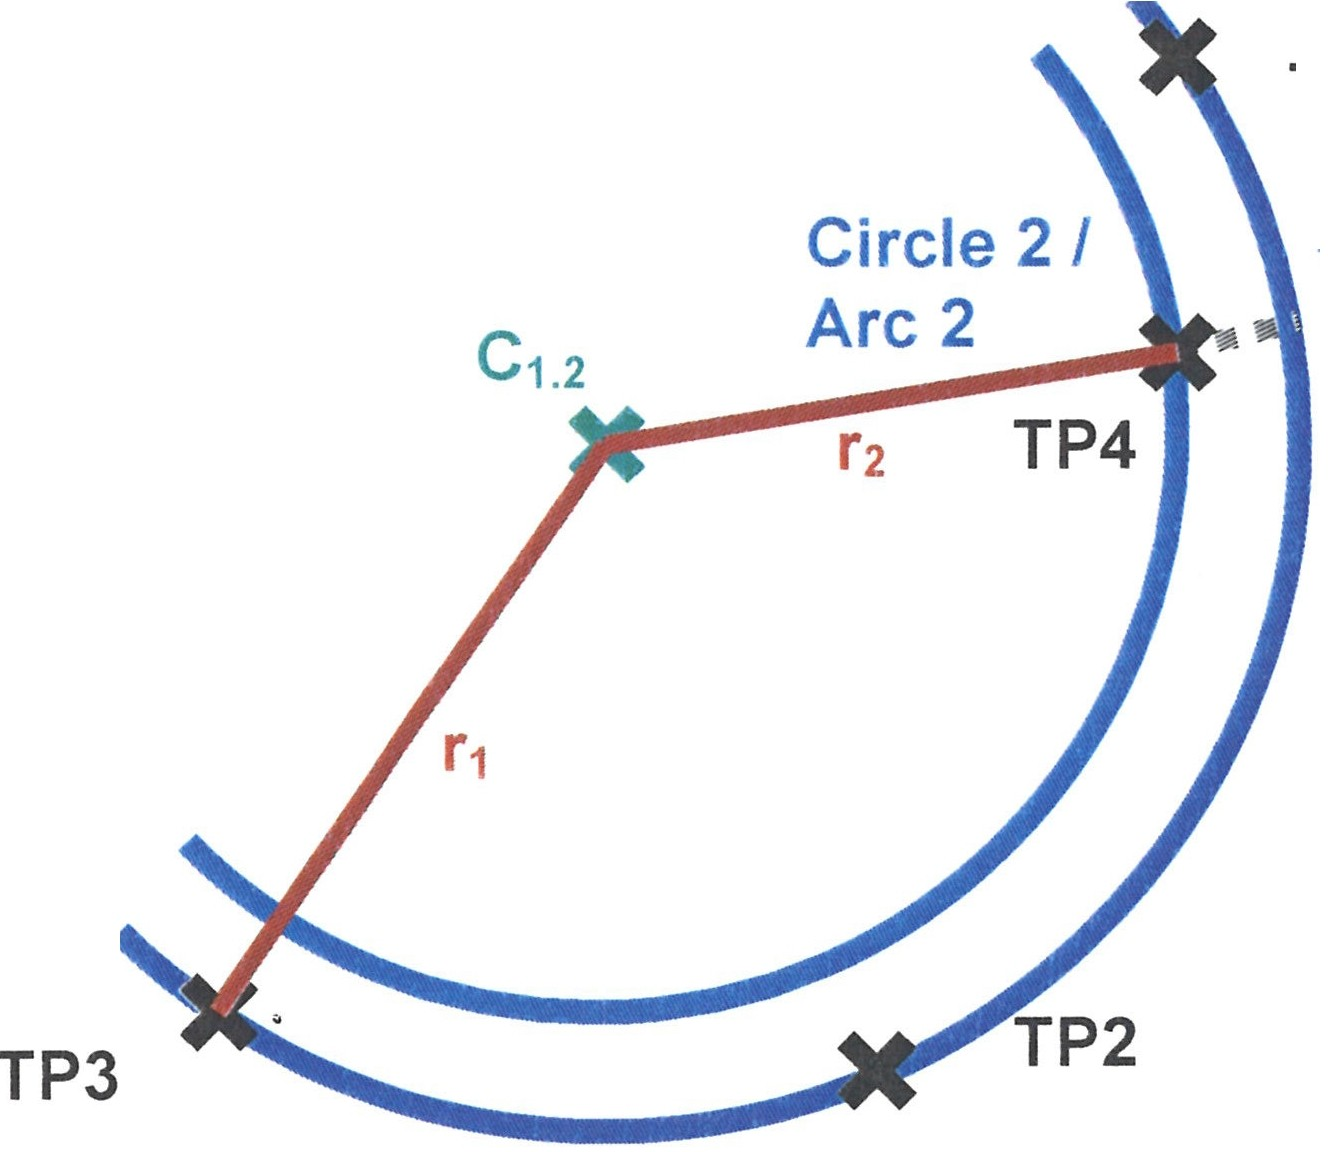 Circle 2 /
Arc 2
C1.2
r2
TP4
r1
TP2
TP3